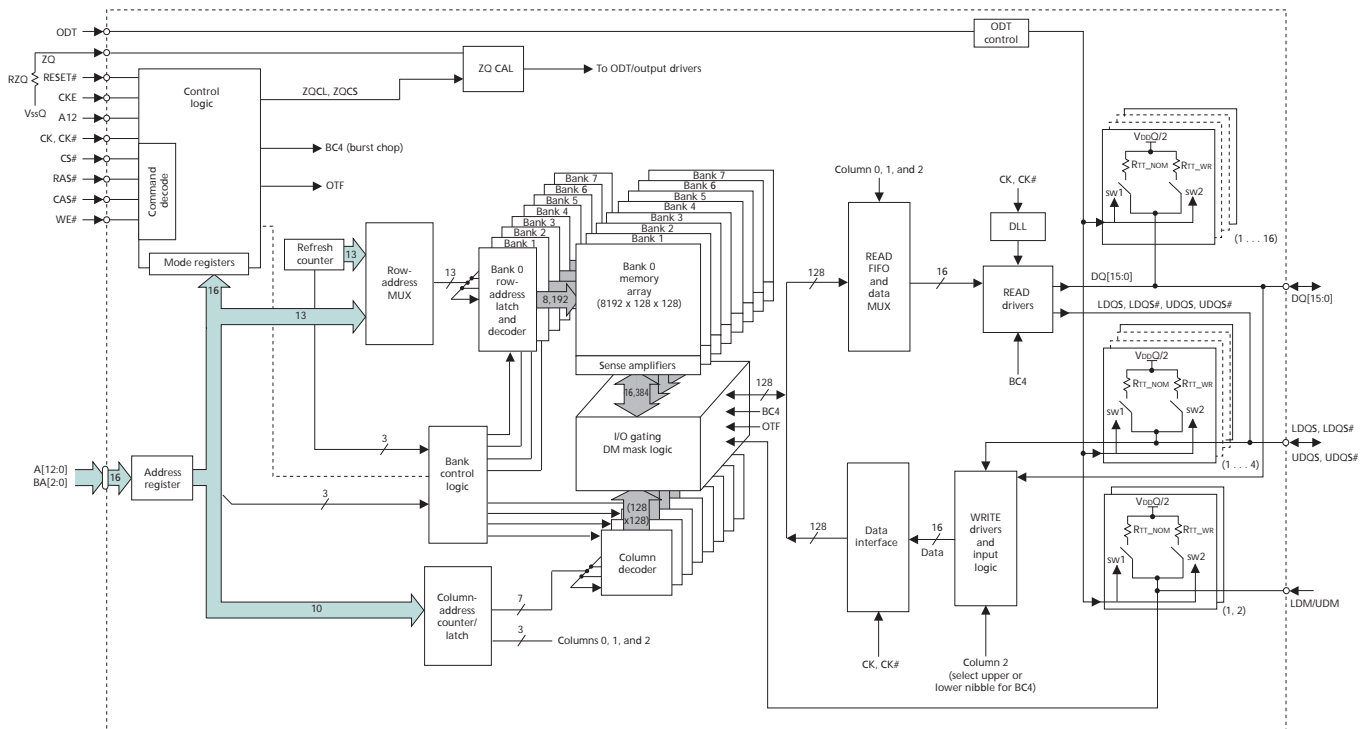 ODT
ODT
control
ZQ
RZQ
VSSQ
RESET#
CKE
A12
CK, CK#
CS#
RAS#
CAS#
WE#
Control
logic
Command
decode
Mode registers
ZQ CAL
To ODT/output drivers
ZQCL, ZQCS
BC4 (burst chop)
OTF
Refresh
counter
13
16
13
Row-
address
MUX
13
Bank 7
Bank 6
Bank 5
Bank 4
Bank 3
Bank 2
Bank 1
Bank 0
row-
address
latch
and
decoder
8,192
Bank 7
Bank 6
Bank 5
Bank 4
Bank 3
Bank 2
Bank 1
Bank 0
memory
array
(8192 x 128 x 128)
Sense amplifiers
16,384
I/O gating
DM mask logic
128
BC4
OTF
(128
x128)
Column
decoder
A[12:0]
BA[2:0]
16
Address
register
3
3
Bank
control
logic
10
Column-
address
counter/
latch
7
3
Columns 0, 1, and 2
Column 0, 1, and 2
128
READ
FIFO
and
data
MUX
16
CK, CK#
DLL
READ
drivers
BC4
DQ[15:0]
LDQS, LDQS#, UDQS, UDQS#
128
Data
interface
16
Data
WRITE
drivers
and
input
logic
CK, CK#
Column 2
(select upper or
lower nibble for BC4)
VDDQ/2
RTT_NOM
RTT_WR
sw1
sw2
(1 . . . 16)
DQ[15:0]
VDDQ/2
RTT_NOM
RTT_WR
sw1
sw2
(1 . . . 4)
LDQS, LDQS#
UDQS, UDQS#
VDDQ/2
RTT_NOM
RTT_WR
sw1
sw2
(1, 2)
LDM/UDM